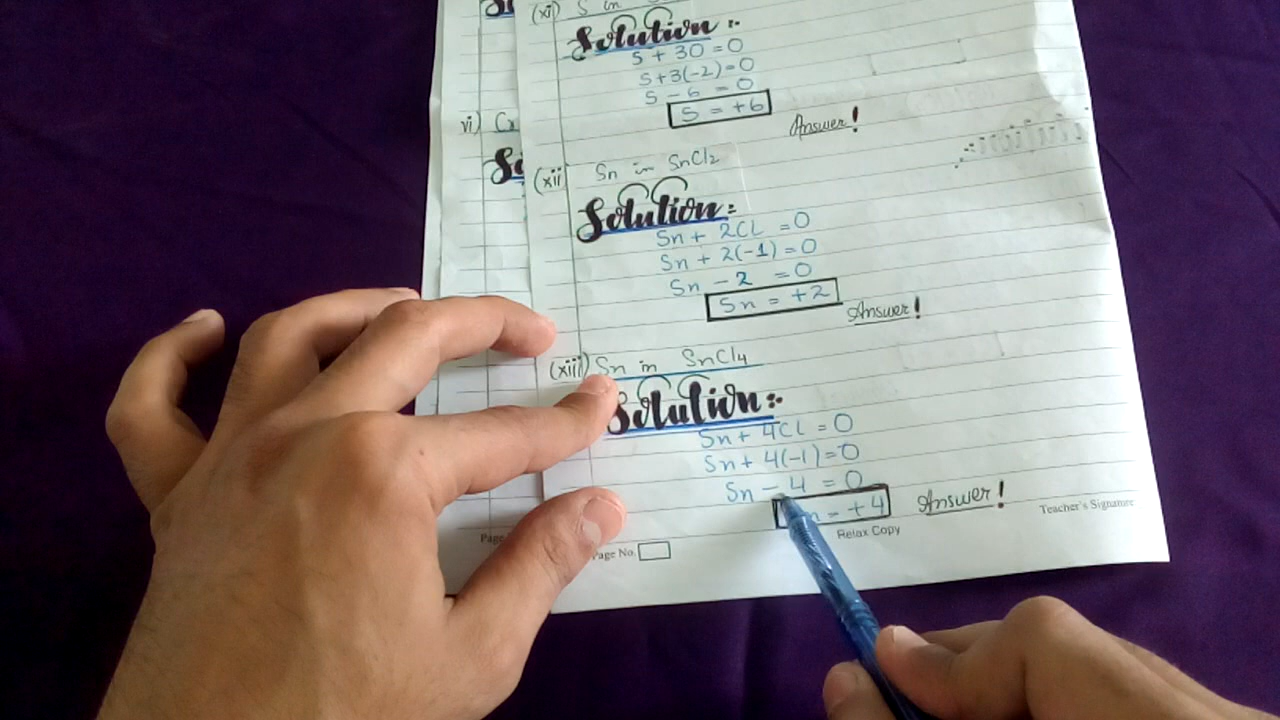 (xi) S in
Solution :-
S + 3O = 0
S + 3(-2) = 0
S - 6 = 0
S = +6
Answer!
vi)
(xii) Sn in SnCl2
Solution :-
Sn + 2Cl = 0
Sn + 2(-1) = 0
Sn - 2 = 0
Sn = +2
Answer!
(xiii) Sn in SnCl4
Solution :-
Sn + 4Cl = 0
Sn + 4(-1) = 0
Sn - 4 = 0
= +4
Answer!
Teacher's Signature
Relax Copy
Page No.